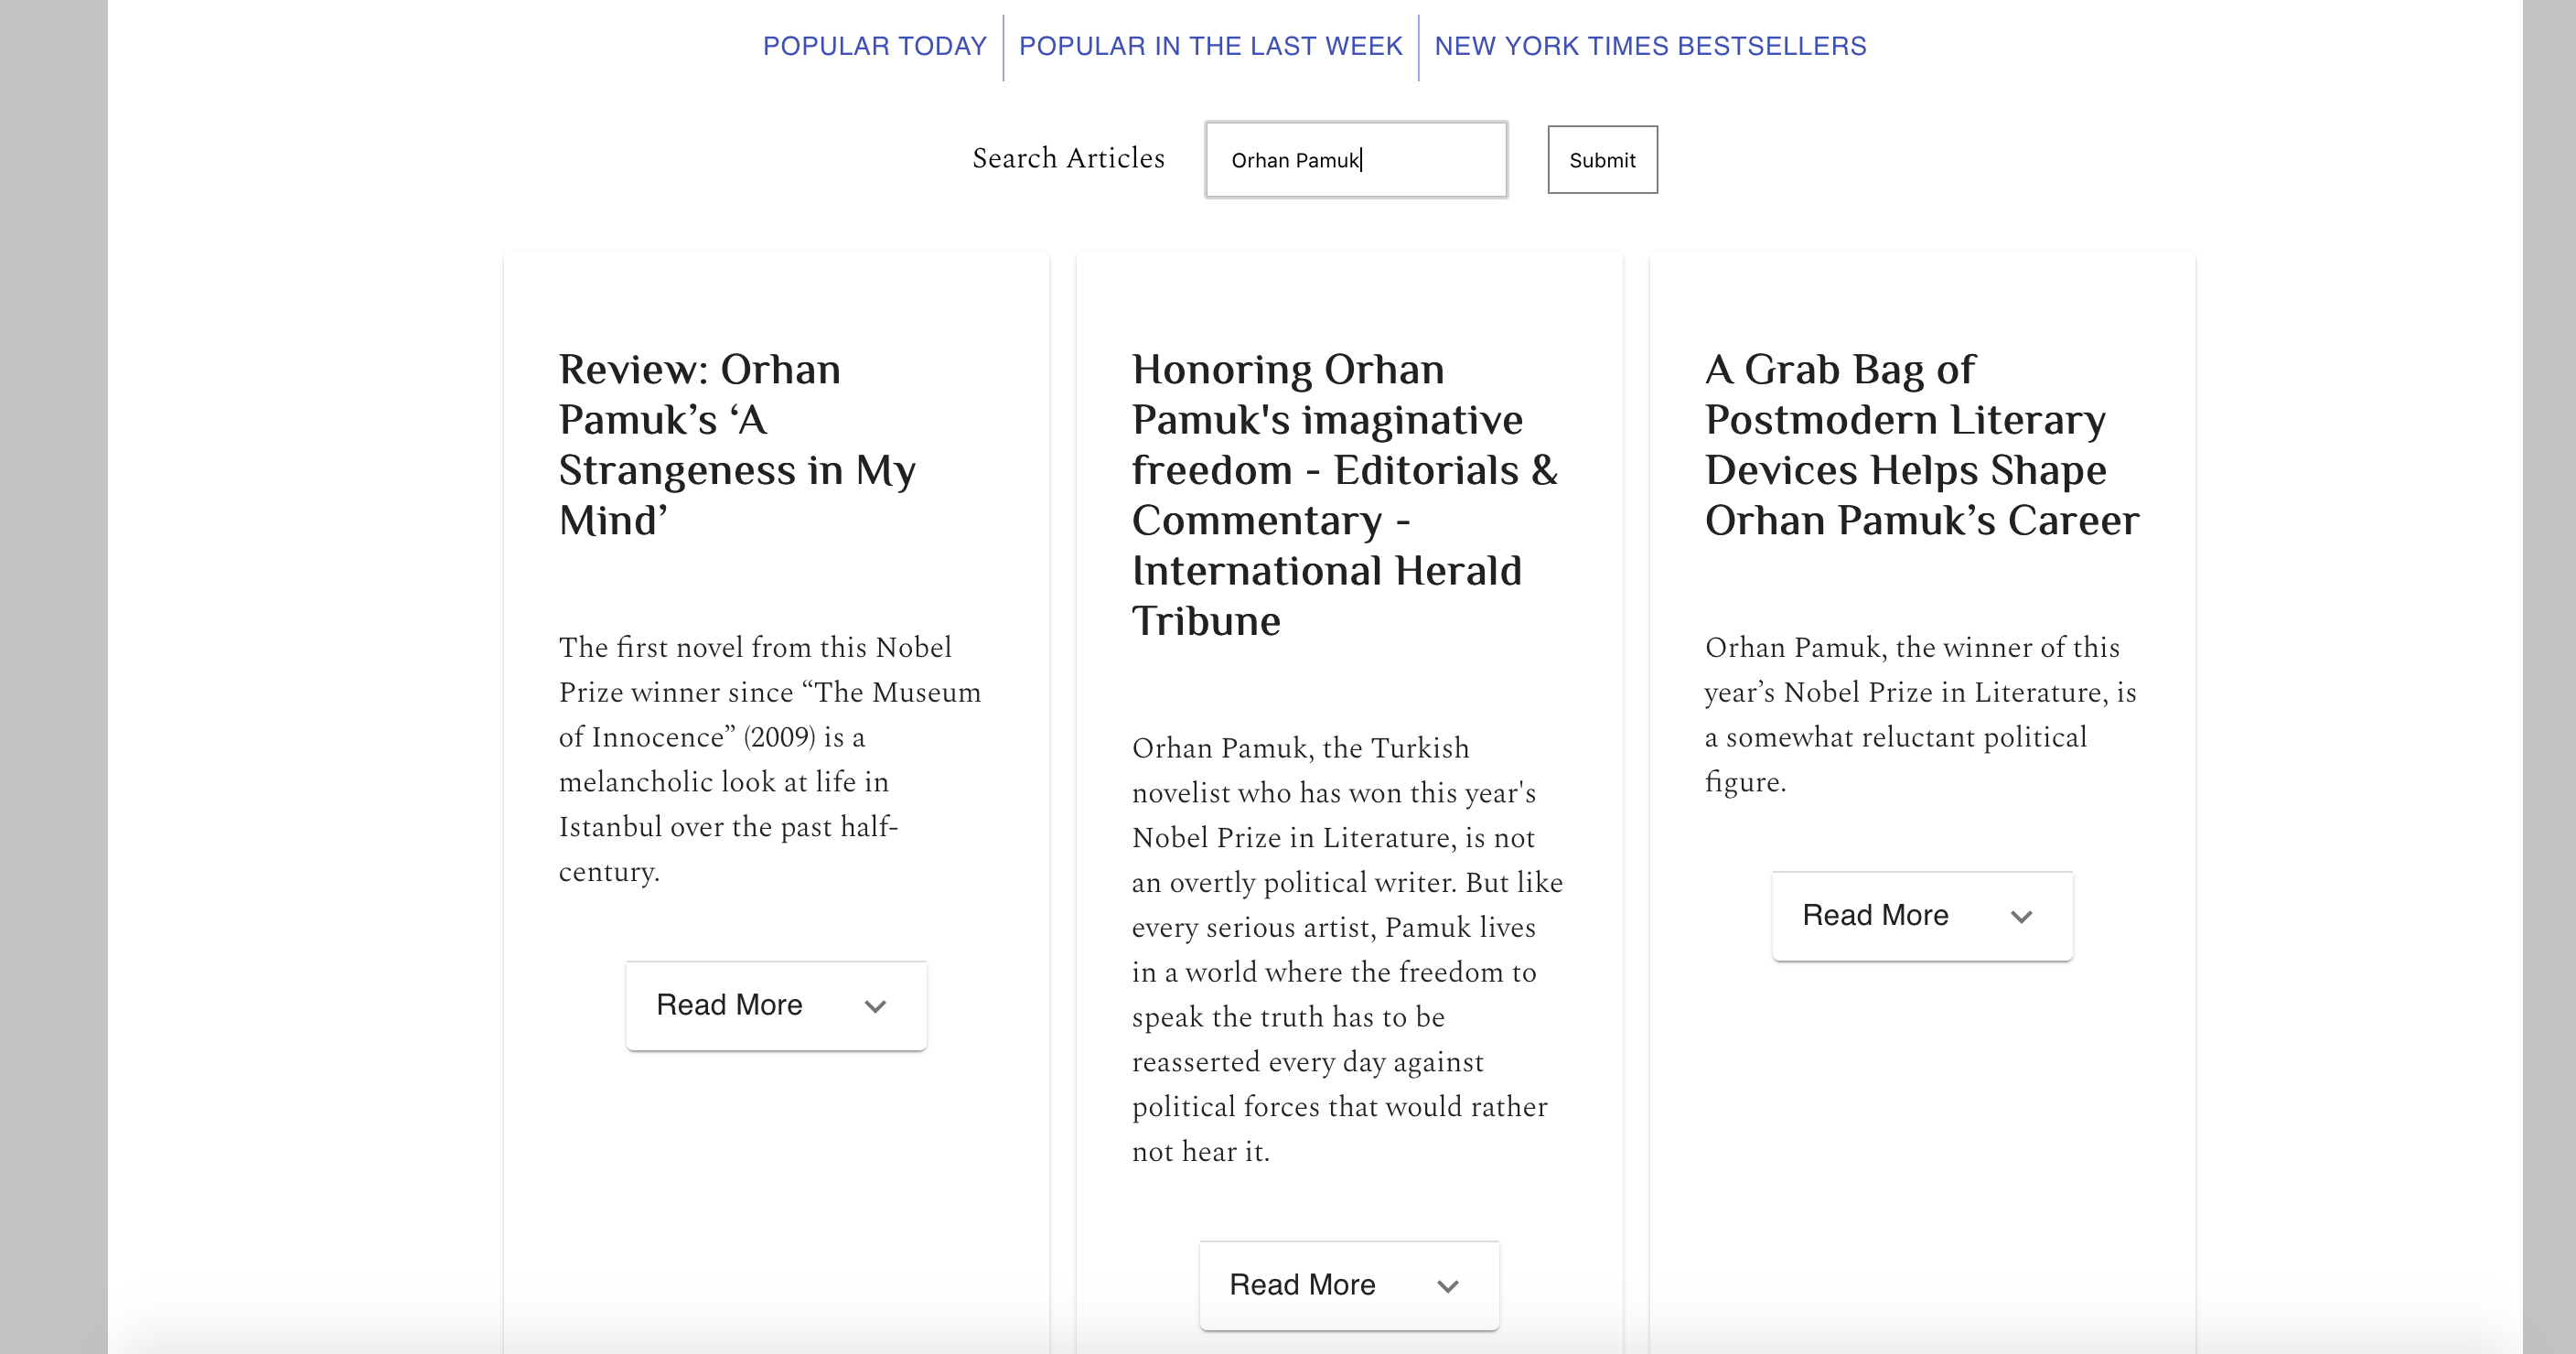 POPULAR TODAY
POPULAR IN THE LAST WEEK
NEW YORK TIMES BESTSELLERS
Search Articles
Orhan Pamuk
Submit
Review: Orhan
Pamuk’s ‘A
Strangeness in My
Mind’
The first novel from this Nobel
Prize winner since “The Museum
of Innocence” (2009) is a
melancholic look at life in
Istanbul over the past half-
century.
Read More
Honoring Orhan
Pamuk's imaginative
freedom - Editorials &
Commentary -
International Herald
Tribune
Orhan Pamuk, the Turkish
novelist who has won this year's
Nobel Prize in Literature, is not
an overtly political writer. But like
every serious artist, Pamuk lives
in a world where the freedom to
speak the truth has to be
reasserted every day against
political forces that would rather
not hear it.
Read More
A Grab Bag of
Postmodern Literary
Devices Helps Shape
Orhan Pamuk’s Career
Orhan Pamuk, the winner of this
year’s Nobel Prize in Literature, is
a somewhat reluctant political
figure.
Read More